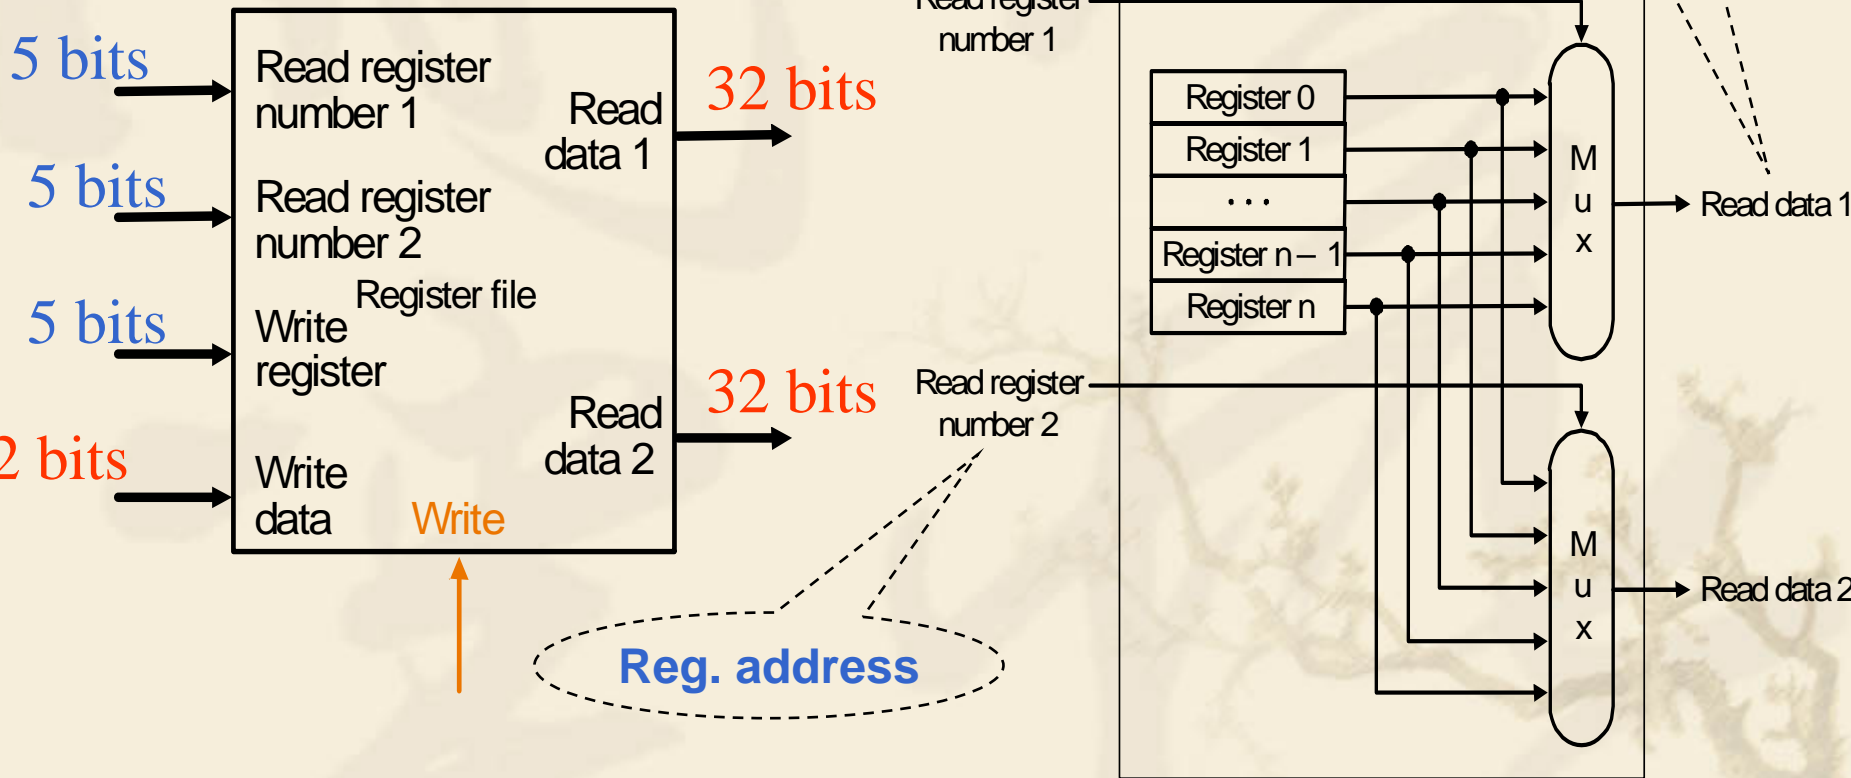 5 bits
Read register
number 1
5 bits
Read register
number 2
Register file
5 bits
Write
register
2 bits
Write
data
Write
Read
data 1
32 bits
Read
data 2
32 bits
Reg. address
Read register
number 1
Register 0
Register 1
...
Register n – 1
Register n
M
u
x
Read data 1
Read register
number 2
M
u
x
Read data 2